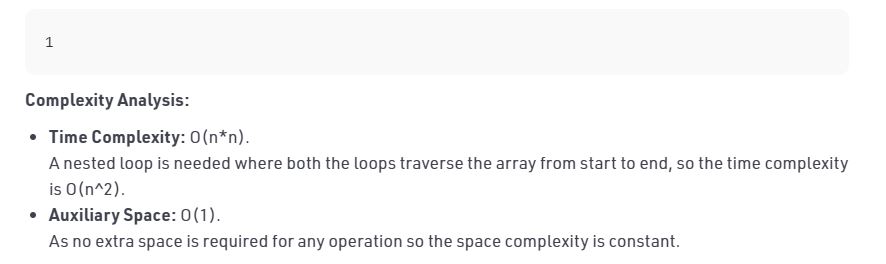 1
Complexity Analysis:
• Time Complexity: O(n*n).
A nested loop is needed where both the loops traverse the array from start to end, so the time complexity
is O(n^2).
• Auxiliary Space: O(1).
As no extra space is required for any operation so the space complexity is constant.